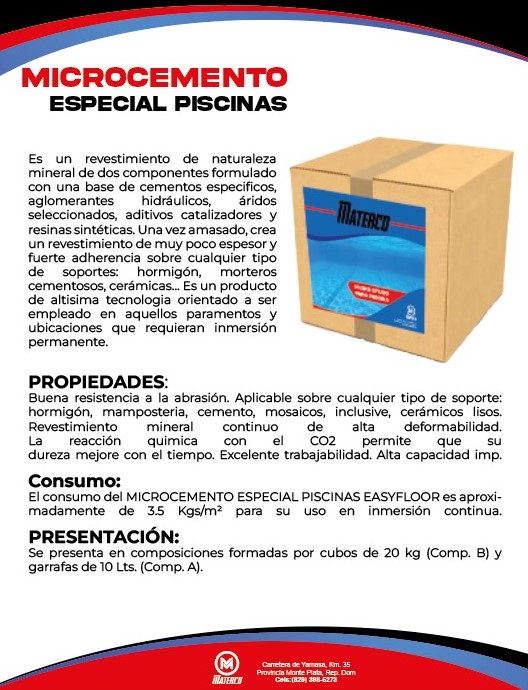 MICROCEMENTO
ESPECIAL PISCINAS
Es un revestimiento de naturaleza
mineral de dos componentes formulado
con una base de cementos especificos,
aglomerantes hidráulicos, áridos
seleccionados, aditivos catalizadores y
resinas sintéticas. Una vez amasado, crea
un revestimiento de muy poco espesor y
fuerte adherencia sobre cualquier tipo
de soportes: hormigón, morteros
cementosos, cerámicas... Es un producto
de altisima tecnologia orientado a ser
empleado en aquellos paramentos y
ubicaciones que requieran inmersión
permanente.
MATERCO
PROPIEDADES:
Buena resistencia a la abrasión. Aplicable sobre cualquier tipo de soporte:
hormigón, mamposteria, cemento, mosaicos, inclusive, cerámicos lisos.
Revestimiento mineral continuo de alta deformabilidad.
La reacción quimica con el CO2 permite que su
dureza mejore con el tiempo. Excelente trabajabilidad. Alta capacidad imp.
Consumo:
El consumo del MICROCEMENTO ESPECIAL PISCINAS EASYFLOOR es aproxi-
madamente de 3.5 Kgs/m² para su uso en inmersión continua.
PRESENTACIÓN:
Se presenta en composiciones formadas por cubos de 20 kg (Comp. B) y
garrafas de 10 Lts. (Comp. A).
MATERCO
Carretera de Yamasa, Km. 35
Provincia Monte Plata, Rep. Dom
Cels:(829) 398-5273